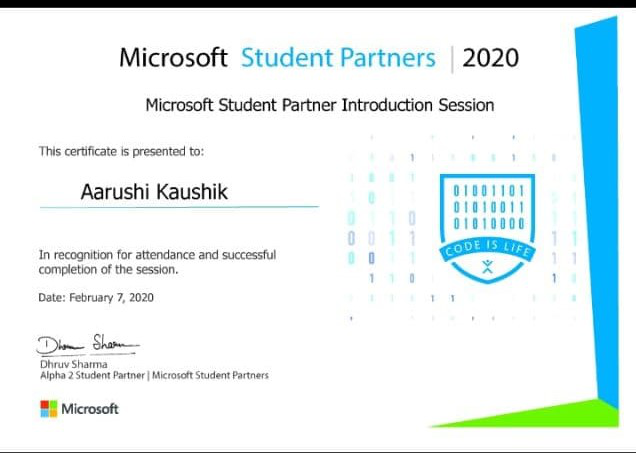 Microsoft Student Partners | 2020
Microsoft Student Partner Introduction Session
This certificate is presented to:
Aarushi Kaushik
In recognition for attendance and successful
completion of the session.
Date: February 7, 2020
Dhruv Sharma
Alpha 2 Student Partner | Microsoft Student Partners
Microsoft
01001101
01010011
01010000
CODE IS LIFE